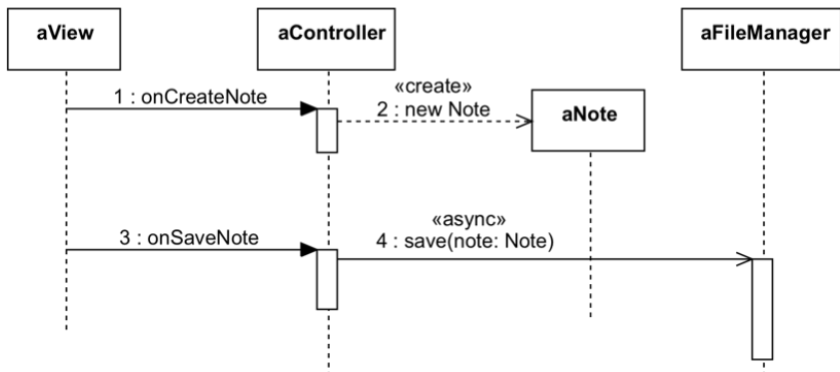 aView
aController
aFileManager
«create»
1 : onCreateNote
2 : new Note
aNote
«async»
3 : onSaveNote
4 : save(note: Note)